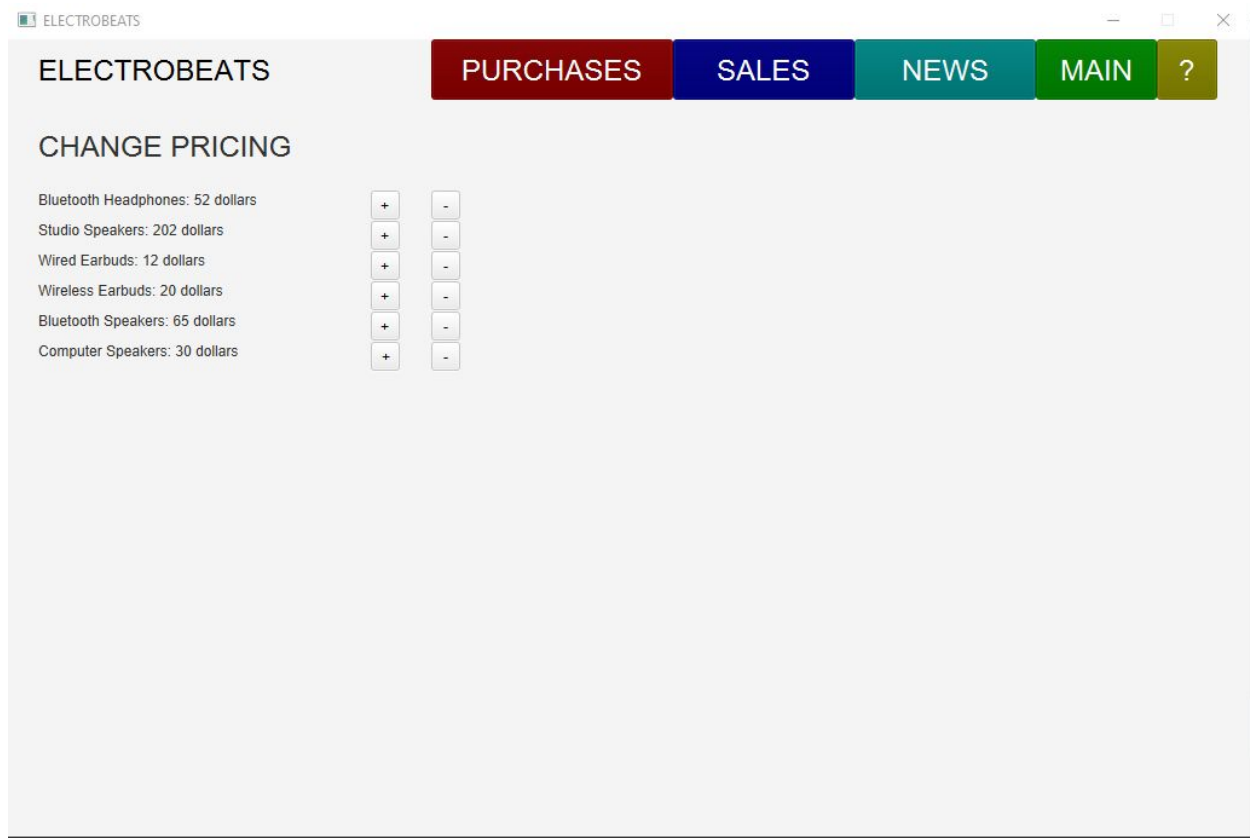 ELECTROBEATS
ELECTROBEATS PURCHASES SALES NEWS MAIN ?
CHANGE PRICING
Bluetooth Headphones: 52 dollars + -
Studio Speakers: 202 dollars + -
Wired Earbuds: 12 dollars + -
Wireless Earbuds: 20 dollars + -
Bluetooth Speakers: 65 dollars + -
Computer Speakers: 30 dollars + -